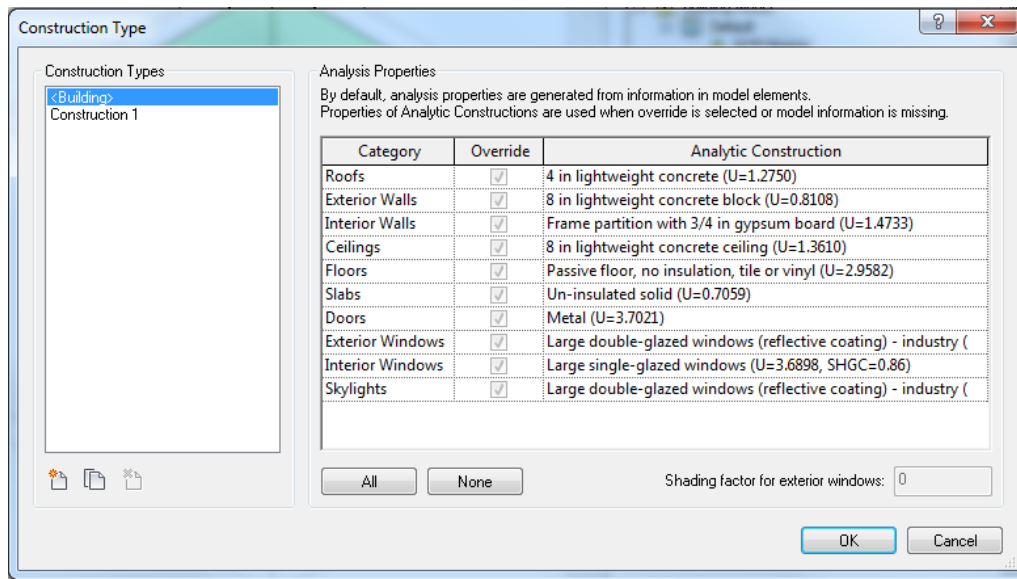 Construction Type
Construction Types
<Building>
Construction 1
Analysis Properties
By default, analysis properties are generated from information in model elements.
Properties of Analytic Constructions are used when override is selected or model information is missing.
Category Override Analytic Construction
Roofs 4 in lightweight concrete (U=1.2750)
Exterior Walls 8 in lightweight concrete block (U=0.8108)
Interior Walls Frame partition with 3/4 in gypsum board (U=1.4733)
Ceilings 8 in lightweight concrete ceiling (U=1.3610)
Floors Passive floor, no insulation, tile or vinyl (U=2.9582)
Slabs Un-insulated solid (U=0.7059)
Doors Metal (U=3.7021)
Exterior Windows Large double-glazed windows (reflective coating) - industry (
Interior Windows Large single-glazed windows (U=3.6898, SHGC=0.86)
Skylights Large double-glazed windows (reflective coating) - industry (
All None Shading factor for exterior windows: 0
OK Cancel